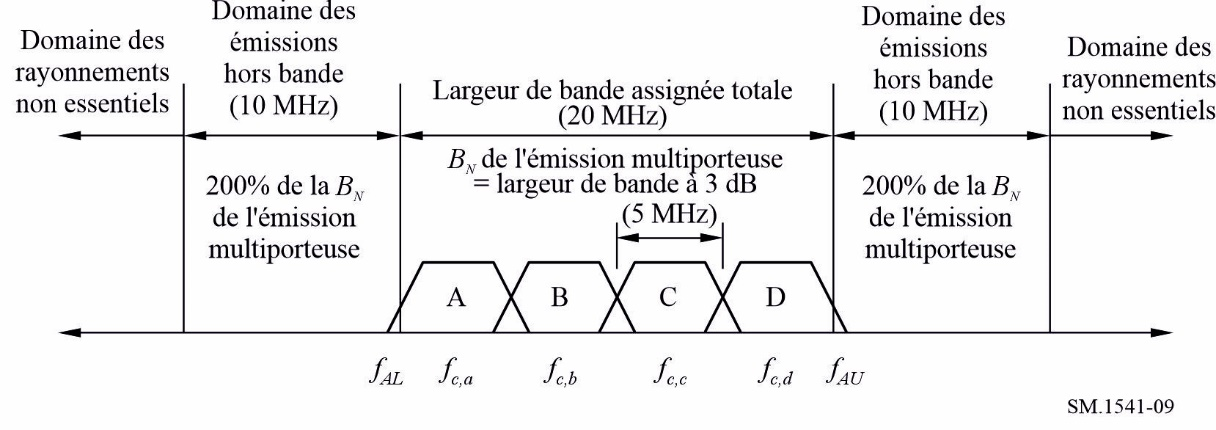 Domaine des
rayonnements
non essentiels
Domaine des
émissions
hors bande
(10 MHz)
Largeur de bande assignée totale
(20 MHz)
Domaine des
émissions
hors bande
(10 MHz)
Domaine des
rayonnements
non essentiels
200% de la B_N
de l'émission
multiporteuse
B_N de l'émission multiporteuse
= largeur de bande à 3 dB
(5 MHz)
200% de la B_N
de l'émission
multiporteuse
A B C D
f_AL f_c,a f_c,b f_c,c f_c,d f_AU
SM.1541-09